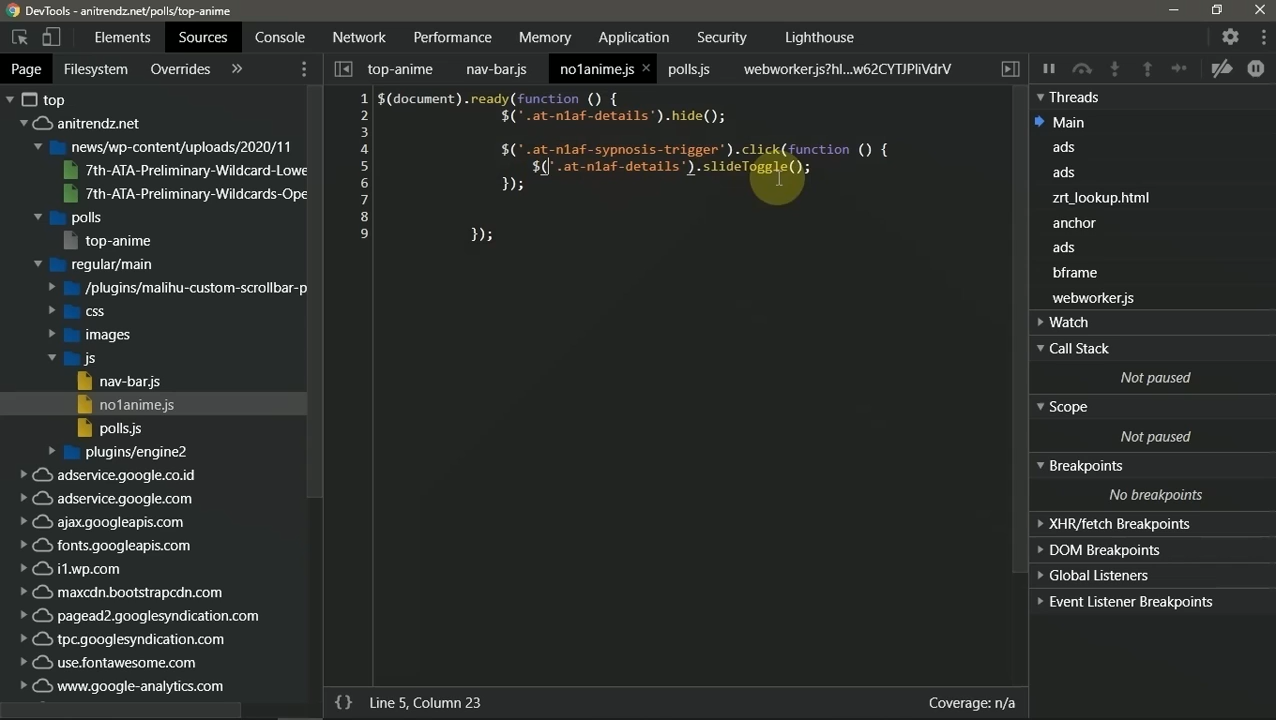 DevTools - anitrendz.net/polls/top-anime
Elements Sources Console Network Performance Memory Application Security Lighthouse
Page Filesystem Overrides »
top-anime nav-bar.js no1anime.js × polls.js webworker.js?hl...w62CYTJPliVdrV
top
anitrendz.net
news/wp-content/uploads/2020/11
7th-ATA-Preliminary-Wildcard-Lowe
7th-ATA-Preliminary-Wildcards-Ope
polls
top-anime
regular/main
/plugins/malihu-custom-scrollbar-p
css
images
js
nav-bar.js
no1anime.js
polls.js
plugins/engine2
adservice.google.co.id
adservice.google.com
ajax.googleapis.com
fonts.googleapis.com
i1.wp.com
maxcdn.bootstrapcdn.com
pagead2.googlesyndication.com
tpc.googlesyndication.com
use.fontawesome.com
www.google-analytics.com
1 $(document).ready(function () {
2 $('.at-n1af-details').hide();
3
4 $('.at-n1af-sypnosis-trigger').click(function () {
5 $('.at-n1af-details').slideToggle();
6 });
7
8
9 });
{} Line 5, Column 23 Coverage: n/a
Threads
Main
ads
ads
zrt_lookup.html
anchor
ads
bframe
webworker.js
Watch
Call Stack
Not paused
Scope
Not paused
Breakpoints
No breakpoints
XHR/fetch Breakpoints
DOM Breakpoints
Global Listeners
Event Listener Breakpoints